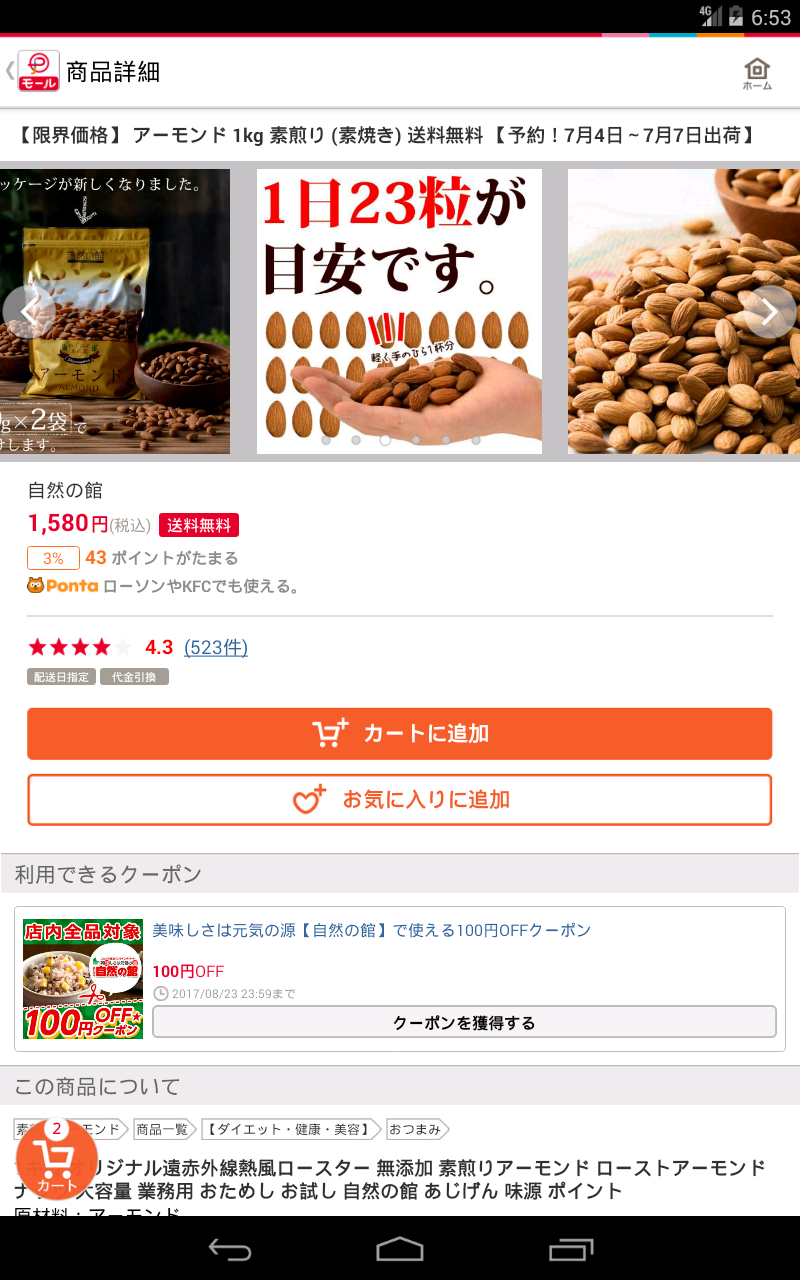 4G 6:53
モール 商品詳細
ホーム
【限界価格】 アーモンド 1kg 素煎り (素焼き) 送料無料 【予約！7月4日～7月7日出荷】
ッケージが新しくなりました。
自然の館
アーモンド
ALMOND
g×2袋で
けします。
1日23粒が
目安です。
軽く手のひら1杯分
自然の館
1,580円(税込) 送料無料
3% 43 ポイントがたまる
Ponta ローソンやKFCでも使える。
4.3 (523件)
配送日指定 代金引換
カートに追加
お気に入りに追加
利用できるクーポン
店内全品対象
自然の館
100円OFF
クーポン
美味しさは元気の源【自然の館】で使える100円OFFクーポン
100円OFF
2017/08/23 23:59まで
クーポンを獲得する
この商品について
素 モンド 商品一覧 【ダイエット・健康・美容】 おつまみ
2
カート
リジナル遠赤外線熱風ロースター 無添加 素煎りアーモンド ローストアーモンド
ナ 大容量 業務用 おためし お試し 自然の館 あじげん 味源 ポイント
原材料：アーモンド